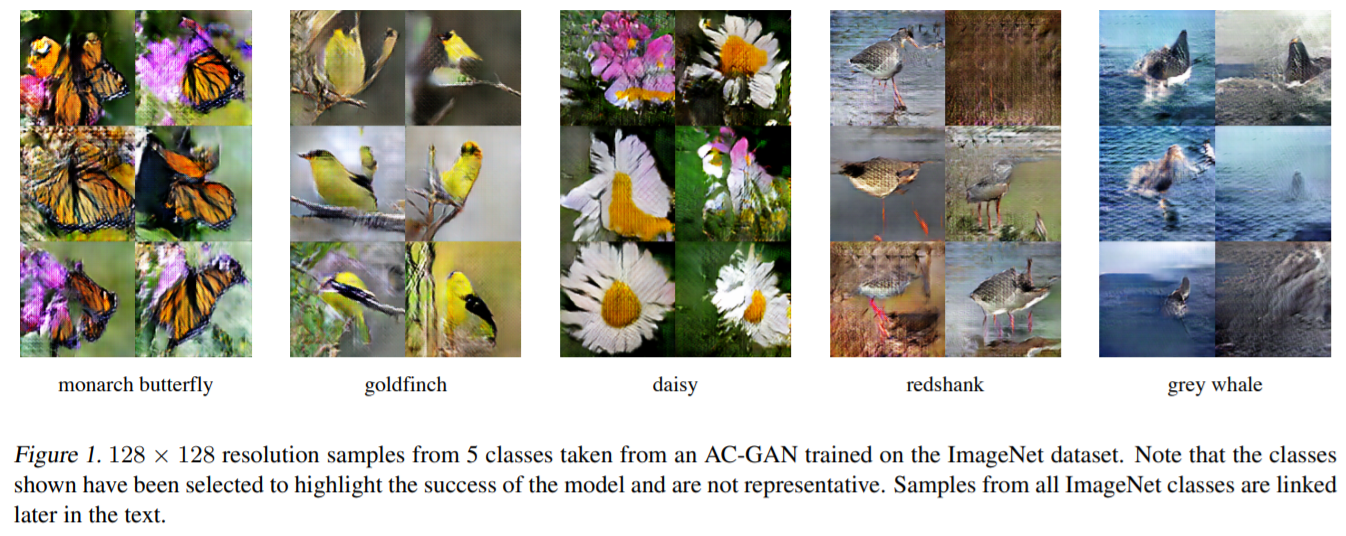 monarch butterfly goldfinch daisy redshank grey whale
Figure 1. 128 × 128 resolution samples from 5 classes taken from an AC-GAN trained on the ImageNet dataset. Note that the classes
shown have been selected to highlight the success of the model and are not representative. Samples from all ImageNet classes are linked
later in the text.